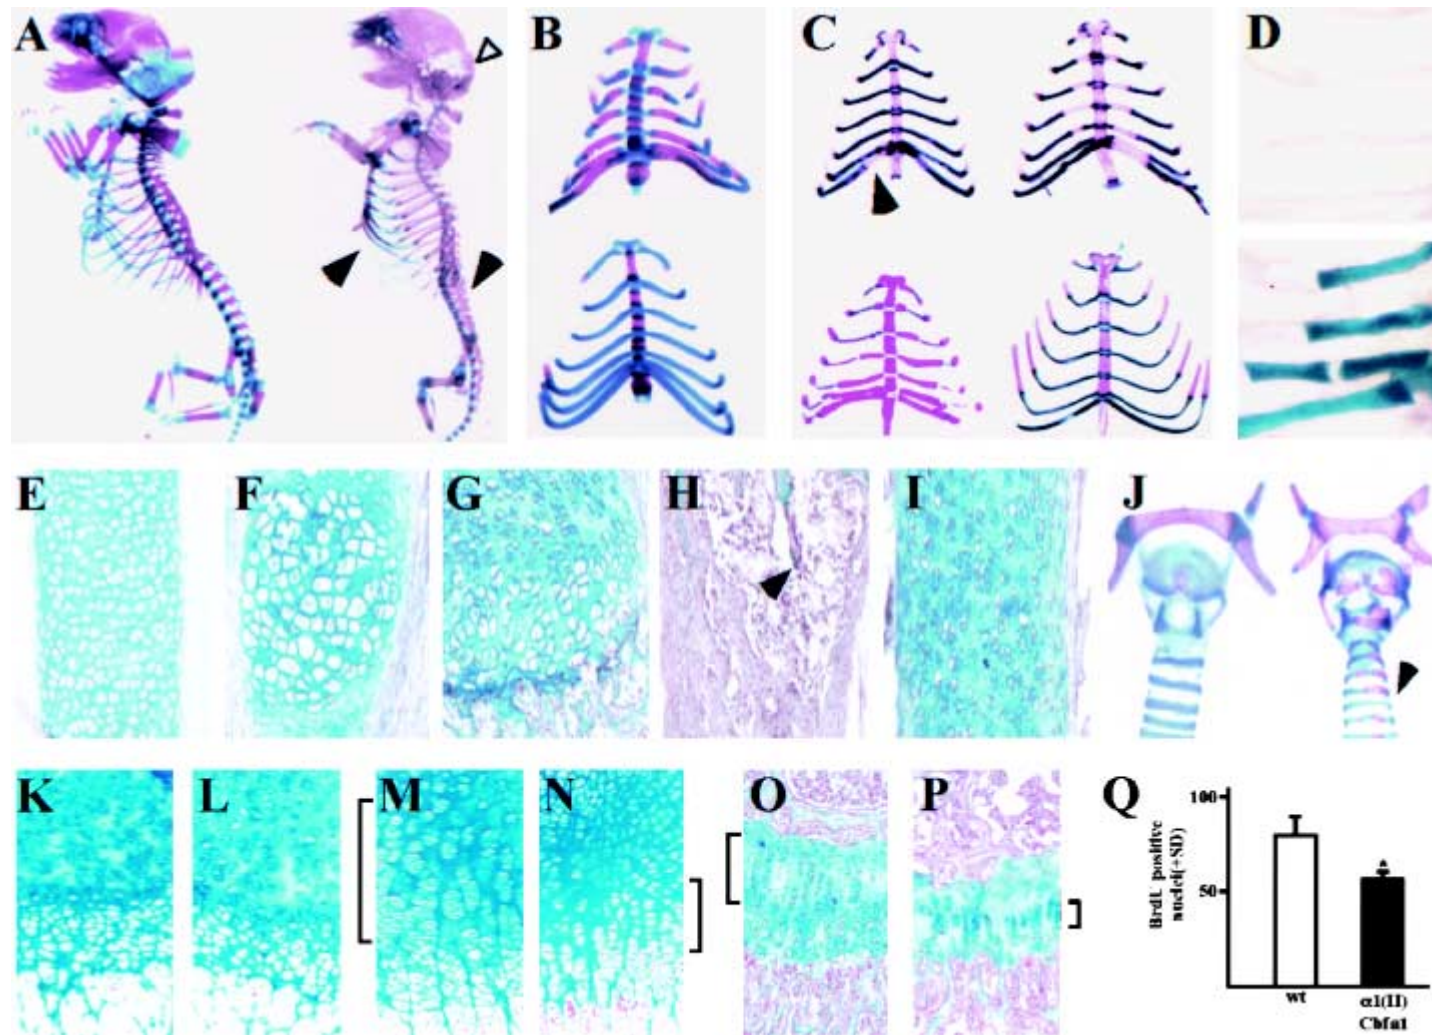 A
B
C
D
E
F
G
H
I
J
K
L
M
N
O
P
Q
100
50
BrdU positive
nuclei(+SD)
*
wt
α1(II)
Cbfa1